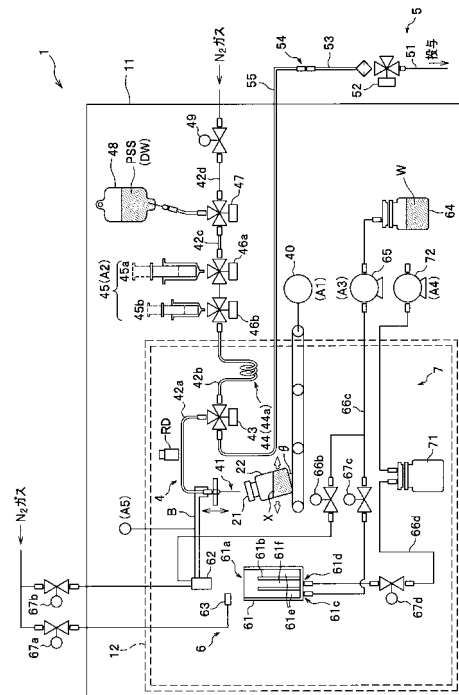 1
5
N₂ガス
11
48
PSS
(DW)
49
54
53
51
投与
55
52
42d
47
42c
45(A2)
45a
46a
45b
46b
W
64
40
(A1)
65
(A3)
72
(A4)
42b
44(44a)
42a
43
RD
4
41
22
θ
21
X
B
(A5)
7
66c
66b
67c
71
66d
N₂ガス
62
61a
61b
61f
61d
61
61c
61e
63
6
67d
67b
67a
12